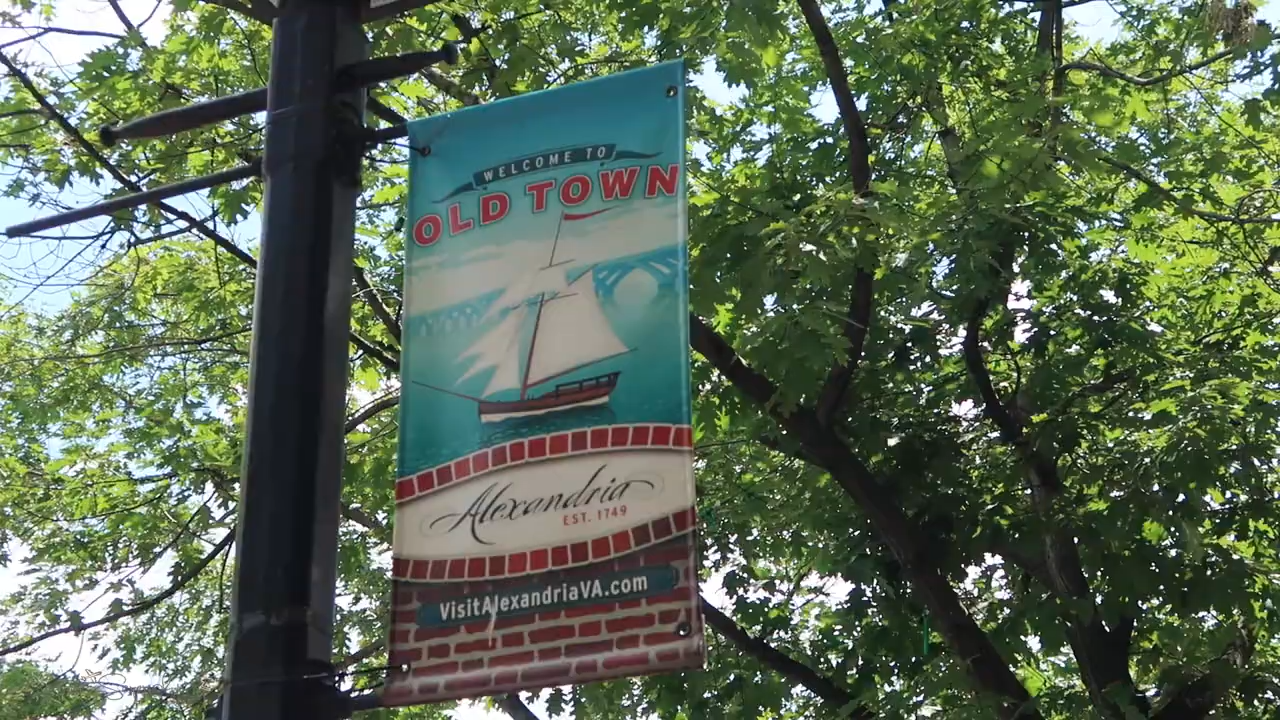 WELCOME TO
OLD TOWN
Alexandria
EST. 1749
VisitAlexandriaVA.com